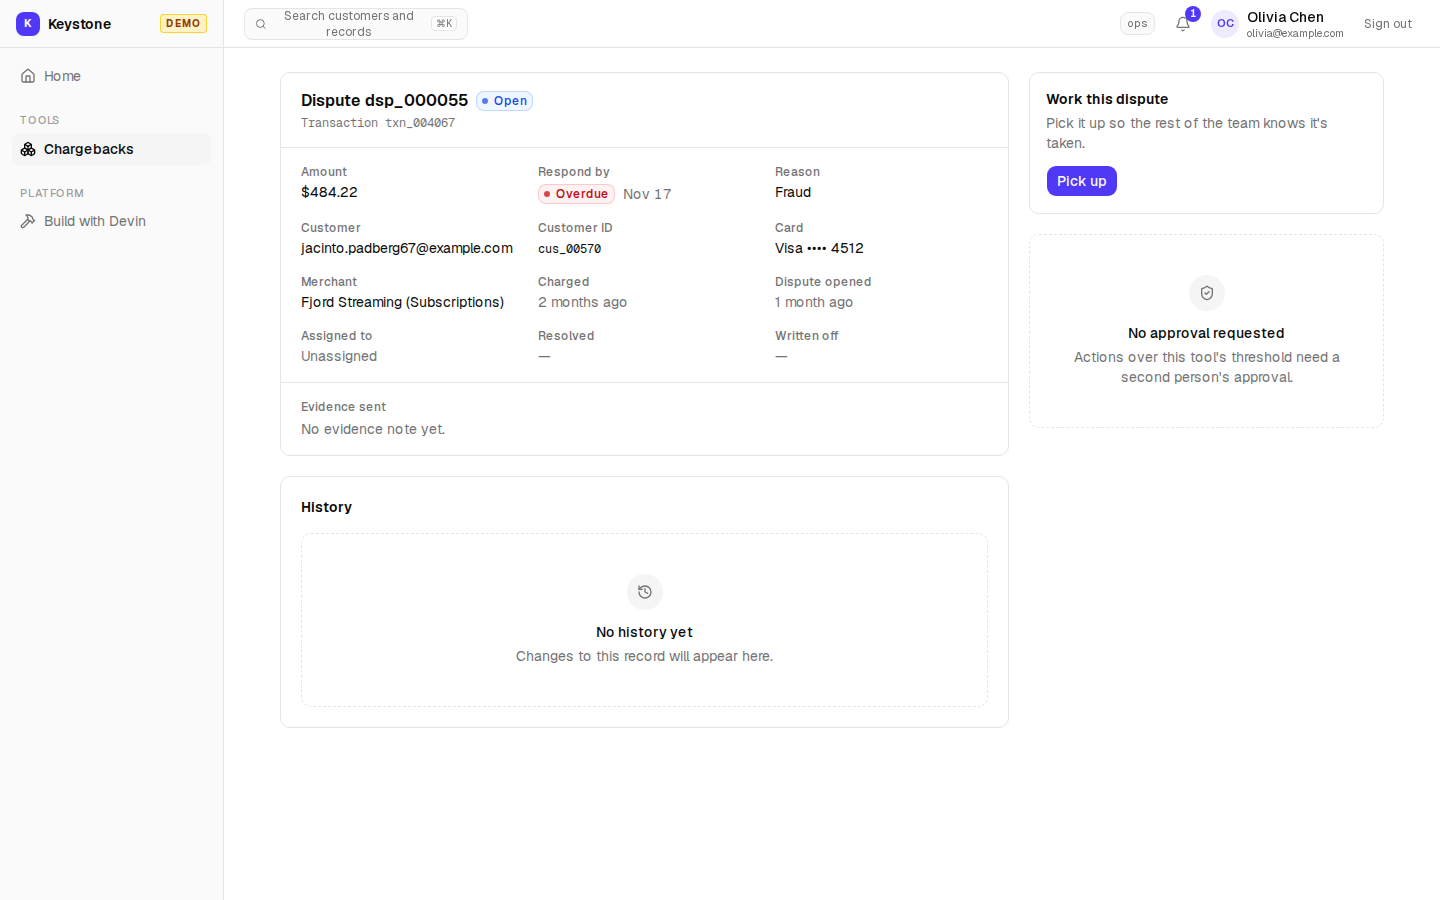 K Keystone DEMO
Search customers and records ⌘K
ops
1
OC
Olivia Chen
olivia@example.com
Sign out
Home
TOOLS
Chargebacks
PLATFORM
Build with Devin
Dispute dsp_000055 Open
Transaction txn_004067
Amount
$484.22
Respond by
Overdue Nov 17
Reason
Fraud
Customer
jacinto.padberg67@example.com
Customer ID
cus_00570
Card
Visa •••• 4512
Merchant
Fjord Streaming (Subscriptions)
Charged
2 months ago
Dispute opened
1 month ago
Assigned to
Unassigned
Resolved
—
Written off
—
Evidence sent
No evidence note yet.
History
No history yet
Changes to this record will appear here.
Work this dispute
Pick it up so the rest of the team knows it's
taken.
Pick up
No approval requested
Actions over this tool's threshold need a
second person's approval.